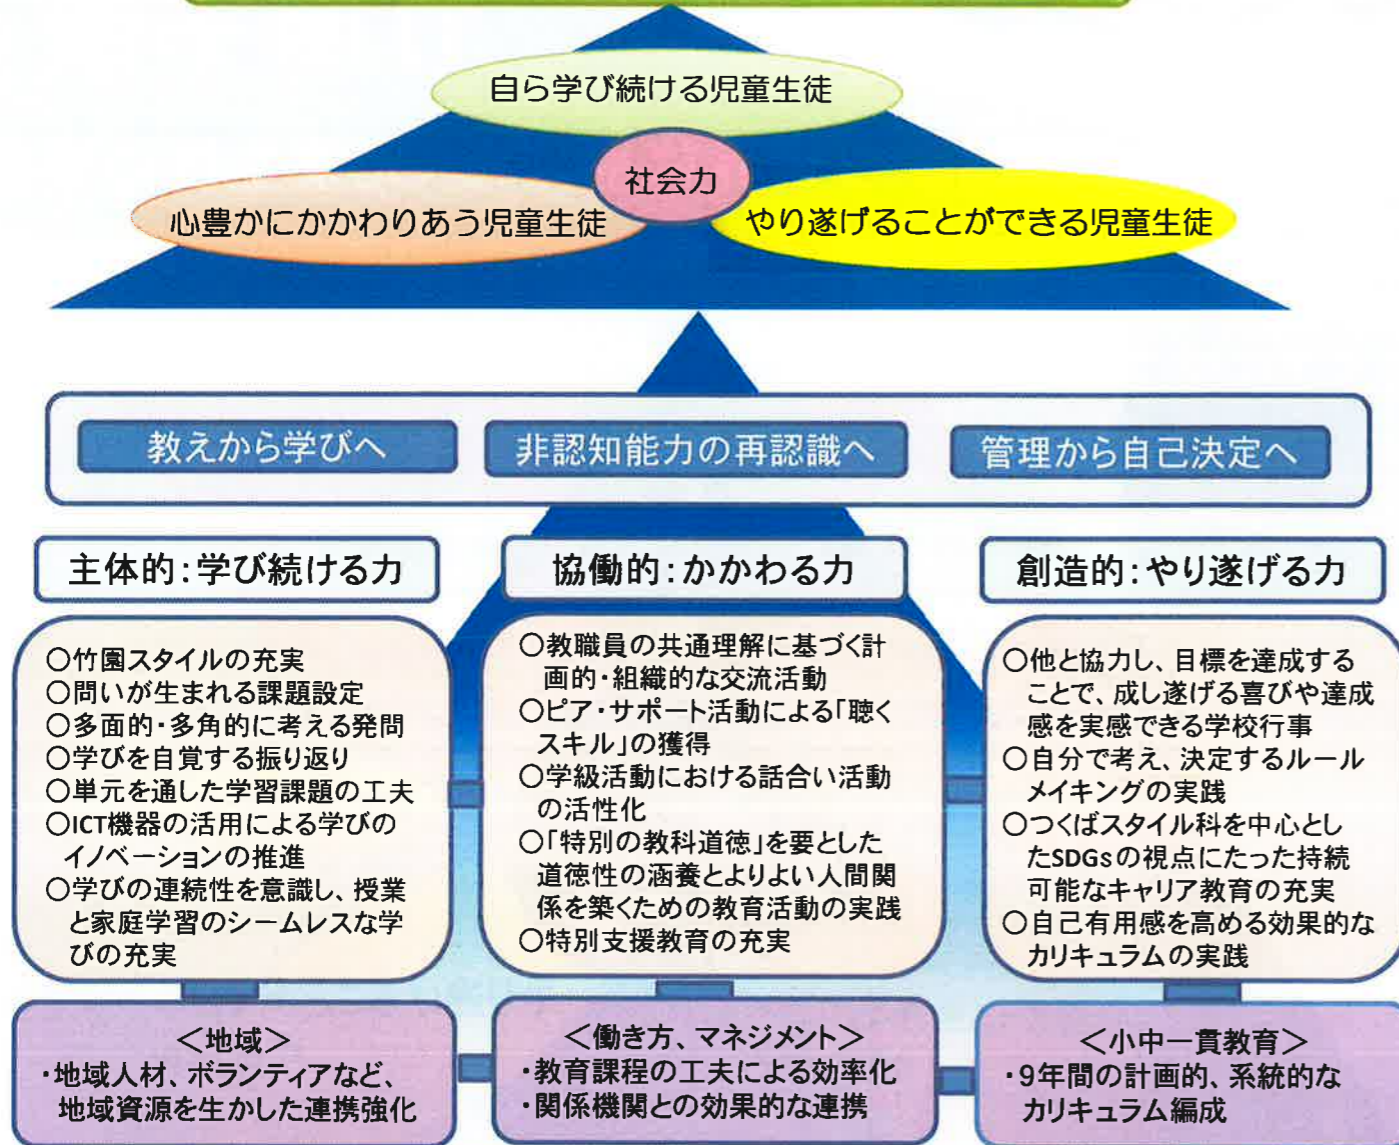 自ら学び続ける児童生徒
社会力
心豊かにかかわりあう児童生徒
やり遂げることができる児童生徒
教えから学びへ
非認知能力の再認識へ
管理から自己決定へ
主体的：学び続ける力
○竹園スタイルの充実
○問いが生まれる課題設定
○多面的・多角的に考える発問
○学びを自覚する振り返り
○単元を通した学習課題の工夫
○ICT機器の活用による学びの
イノベーションの推進
○学びの連続性を意識し、授業
と家庭学習のシームレスな学
びの充実
協働的：かかわる力
○教職員の共通理解に基づく計
画的・組織的な交流活動
○ピア・サポート活動による「聴く
スキル」の獲得
○学級活動における話合い活動
の活性化
○「特別の教科道徳」を要とした
道徳性の涵養とよりよい人間関
係を築くための教育活動の実践
○特別支援教育の充実
創造的：やり遂げる力
○他と協力し、目標を達成する
ことで、成し遂げる喜びや達成
感を実感できる学校行事
○自分で考え、決定するルール
メイキングの実践
○つくばスタイル科を中心とし
たSDGsの視点にたった持続
可能なキャリア教育の充実
○自己有用感を高める効果的な
カリキュラムの実践
＜地域＞
・地域人材、ボランティアなど、
地域資源を生かした連携強化
＜働き方、マネジメント＞
・教育課程の工夫による効率化
・関係機関との効果的な連携
＜小中一貫教育＞
・9年間の計画的、系統的な
カリキュラム編成